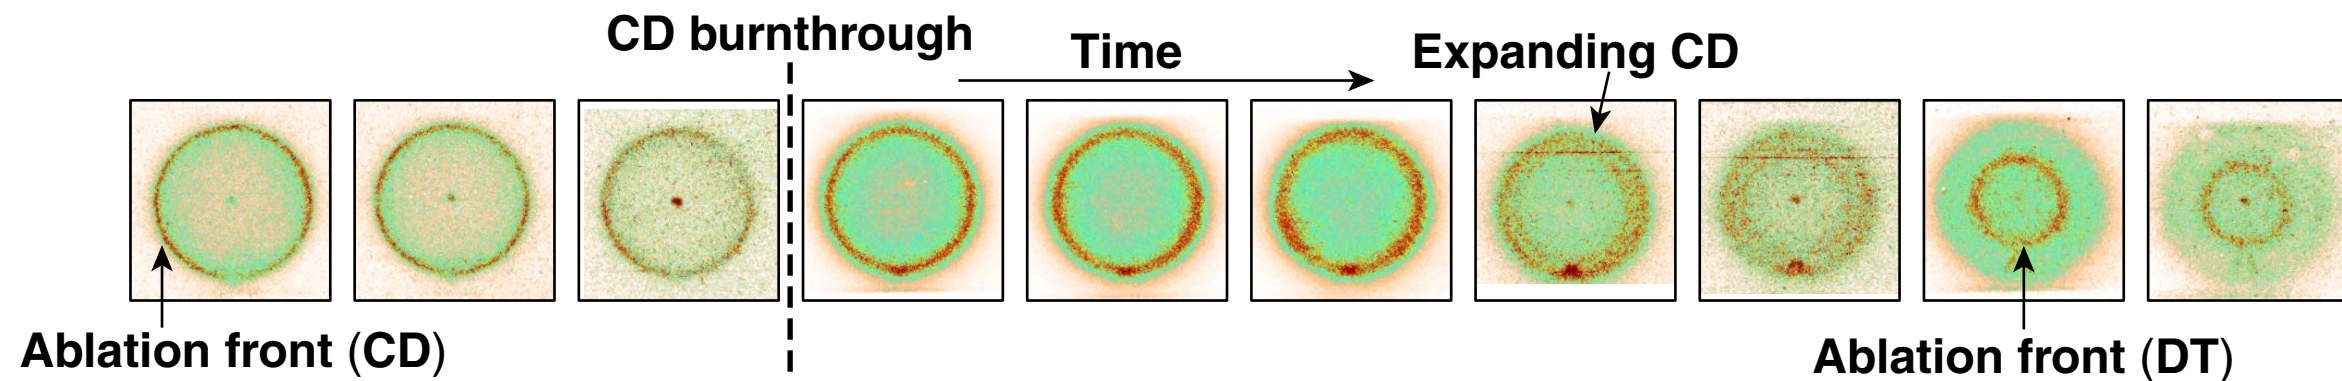 CD burnthrough
Time
Expanding CD
Ablation front (CD)
Ablation front (DT)